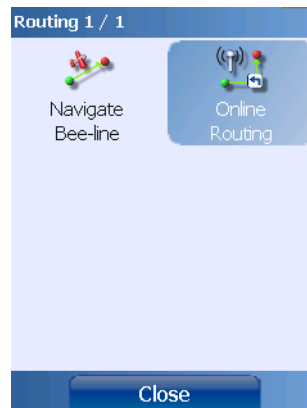 Routing 1 / 1
Navigate
Bee-line
Online
Routing
Close